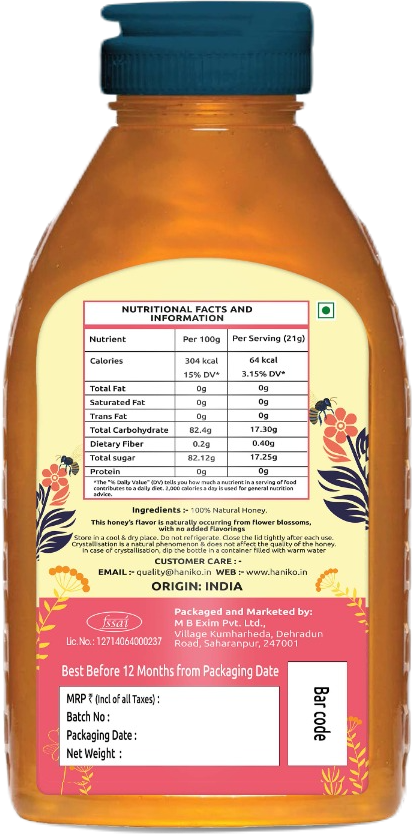 NUTRITIONAL FACTS AND
INFORMATION
Nutrient Per 100g Per Serving (21g)
Calories 304 kcal 64 kcal
15% DV* 3.15% DV*
Total Fat 0g 0g
Saturated Fat 0g 0g
Trans Fat 0g 0g
Total Carbohydrate 82.4g 17.30g
Dietary Fiber 0.2g 0.40g
Total sugar 82.12g 17.25g
Protein 0g 0g
*The "% Daily Value" (DV) tells you how much a nutrient in a serving of food
contributes to a daily diet. 2,000 calories a day is used for general nutrition
advice.
Ingredients :- 100% Natural Honey.
This honey's flavor is naturally occurring from flower blossoms,
with no added flavorings
Store in a cool & dry place. Do not refrigerate. Close the lid tightly after each use.
Crystallisation is a natural phenomenon & does not affect the quality of the honey.
In case of crystallisation, dip the bottle in a container filled with warm water
CUSTOMER CARE : -
EMAIL :- quality@haniko.in WEB :- www.haniko.in
ORIGIN: INDIA
fssai
Lic. No. : 12714064000237
Packaged and Marketed by:
M B Exim Pvt. Ltd.,
Village Kumharheda, Dehradun
Road, Saharanpur, 247001
Best Before 12 Months from Packaging Date
MRP ₹ (Incl of all Taxes) :
Batch No :
Packaging Date :
Net Weight :
Bar code